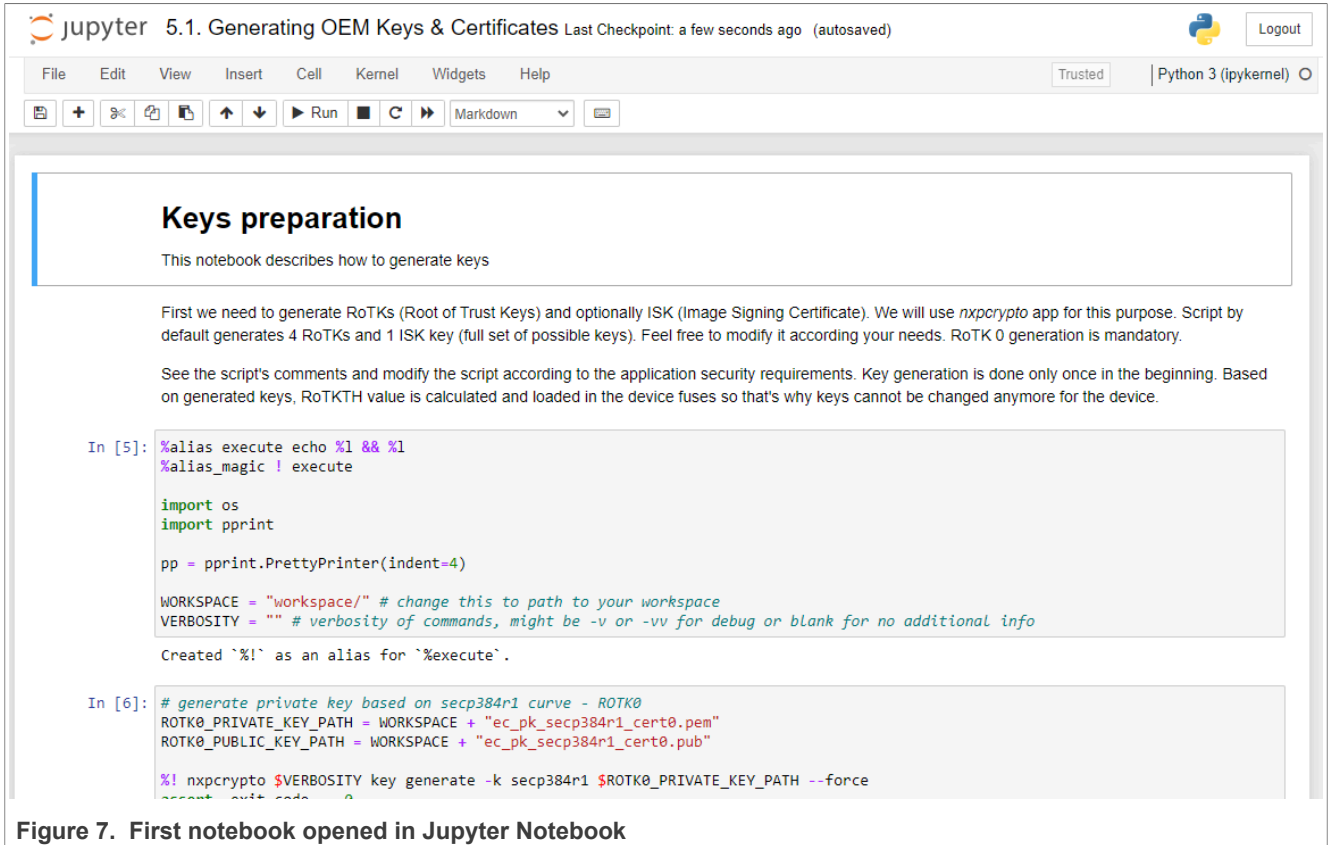 jupyter 5.1. Generating OEM Keys & Certificates Last Checkpoint: a few seconds ago (autosaved)
Logout
File Edit View Insert Cell Kernel Widgets Help
Trusted
Python 3 (ipykernel)
Run
Markdown
Keys preparation
This notebook describes how to generate keys
First we need to generate RoTKs (Root of Trust Keys) and optionally ISK (Image Signing Certificate). We will use nxpcrypto app for this purpose. Script by
default generates 4 RoTKs and 1 ISK key (full set of possible keys). Feel free to modify it according your needs. RoTK 0 generation is mandatory.
See the script's comments and modify the script according to the application security requirements. Key generation is done only once in the beginning. Based
on generated keys, RoTKTH value is calculated and loaded in the device fuses so that's why keys cannot be changed anymore for the device.
In [5]: %alias execute echo %l && %l
%alias_magic ! execute
import os
import pprint
pp = pprint.PrettyPrinter(indent=4)
WORKSPACE = "workspace/" # change this to path to your workspace
VERBOSITY = "" # verbosity of commands, might be -v or -vv for debug or blank for no additional info
Created `%!` as an alias for `%execute`.
In [6]: # generate private key based on secp384r1 curve - ROTK0
ROTK0_PRIVATE_KEY_PATH = WORKSPACE + "ec_pk_secp384r1_cert0.pem"
ROTK0_PUBLIC_KEY_PATH = WORKSPACE + "ec_pk_secp384r1_cert0.pub"
%! nxpcrypto $VERBOSITY key generate -k secp384r1 $ROTK0_PRIVATE_KEY_PATH --force
Figure 7. First notebook opened in Jupyter Notebook